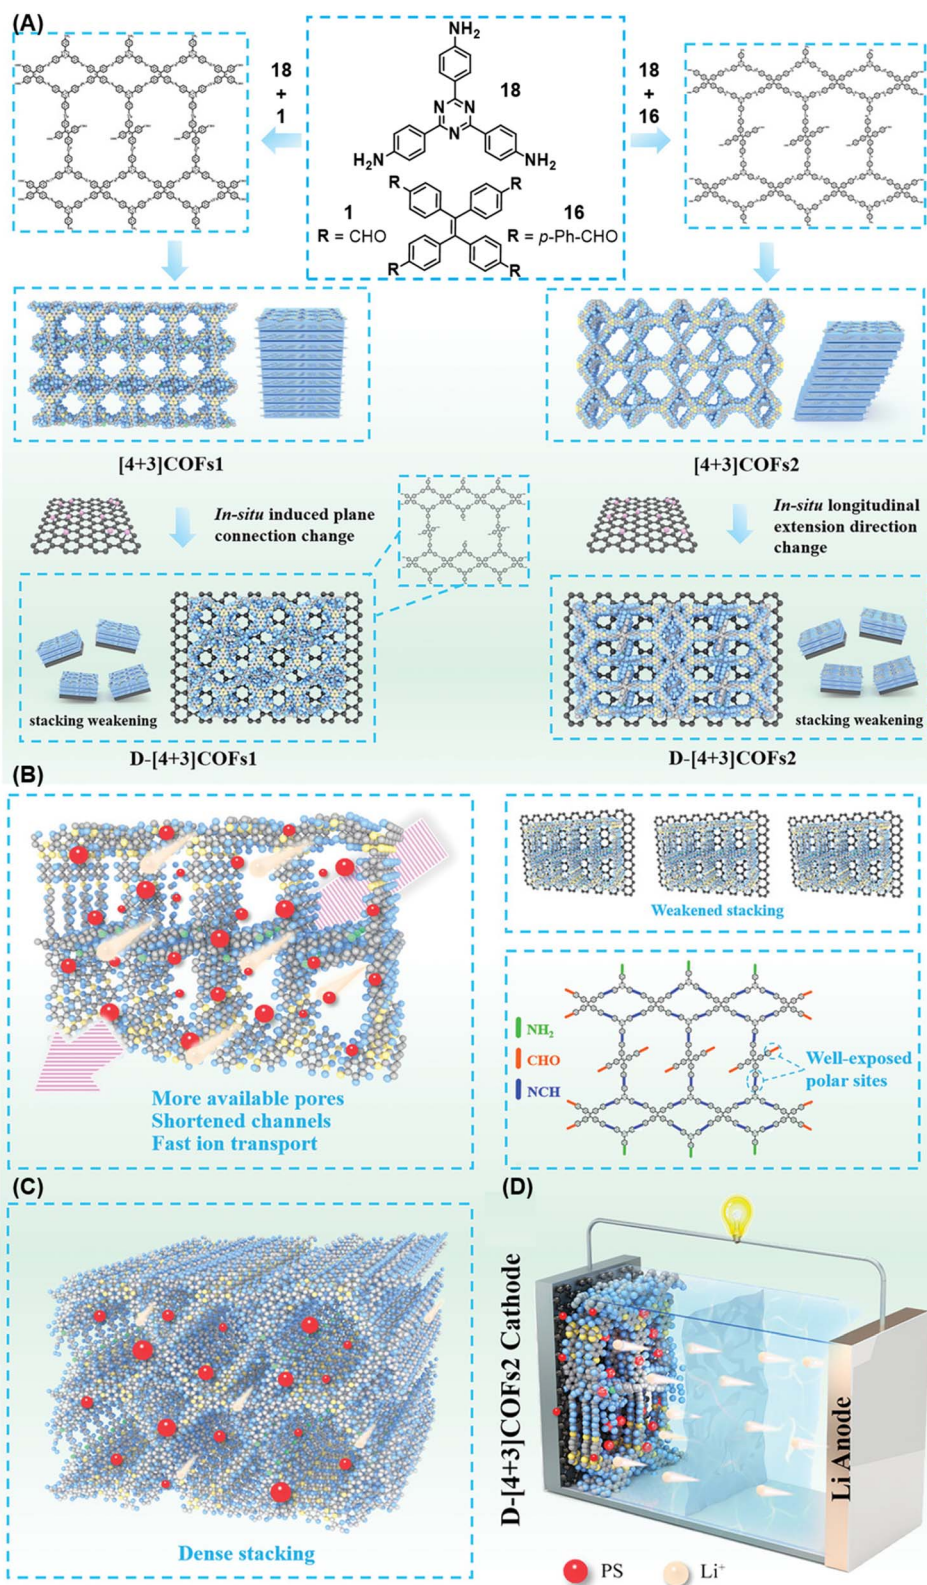 (A)
18
+
1
NH₂
18
N
N
N
H₂N
NH₂
R
R
1
R = CHO
16
R = p-Ph-CHO
R
R
18
+
16
[4+3]COFs1
[4+3]COFs2
In-situ induced plane
connection change
In-situ longitudinal
extension direction
change
stacking weakening
stacking weakening
D-[4+3]COFs1
D-[4+3]COFs2
(B)
More available pores
Shortened channels
Fast ion transport
Weakened stacking
NH₂
CHO
NCH
Well-exposed
polar sites
(C)
Dense stacking
(D)
D-[4+3]COFs2 Cathode
Li Anode
PS
Li⁺